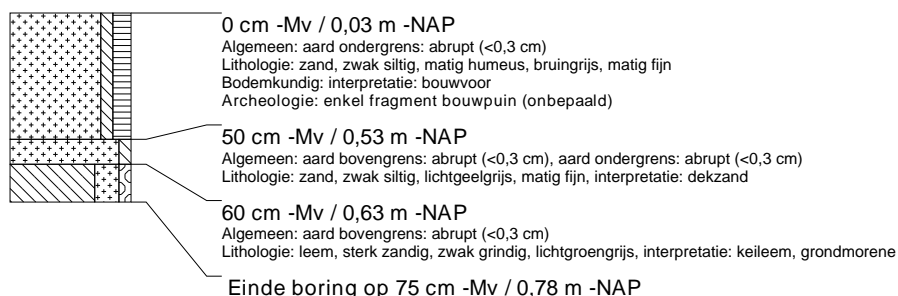 0 cm -Mv / 0,03 m -NAP
Algemeen: aard ondergrens: abrupt (<0,3 cm)
Lithologie: zand, zwak siltig, matig humeus, bruingrijs, matig fijn
Bodemkundig: interpretatie: bouwvoor
Archeologie: enkel fragment bouwpuin (onbepaald)
50 cm -Mv / 0,53 m -NAP
Algemeen: aard bovengrens: abrupt (<0,3 cm), aard ondergrens: abrupt (<0,3 cm)
Lithologie: zand, zwak siltig, lichtgeelgrijs, matig fijn, interpretatie: dekzand
60 cm -Mv / 0,63 m -NAP
Algemeen: aard bovengrens: abrupt (<0,3 cm)
Lithologie: leem, sterk zandig, zwak grindig, lichtgroengrijs, interpretatie: keileem, grondmorene
Einde boring op 75 cm -Mv / 0,78 m -NAP